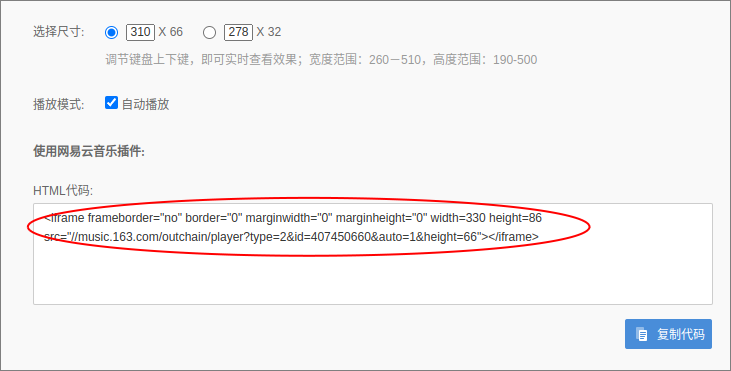 选择尺寸: 310 X 66 278 X 32
调节键盘上下键，即可实时查看效果；宽度范围：260－510，高度范围：190-500
播放模式: 自动播放
使用网易云音乐插件:
HTML代码:
<iframe frameborder="no" border="0" marginwidth="0" marginheight="0" width=330 height=86
src="//music.163.com/outchain/player?type=2&id=407450660&auto=1&height=66"></iframe>
复制代码